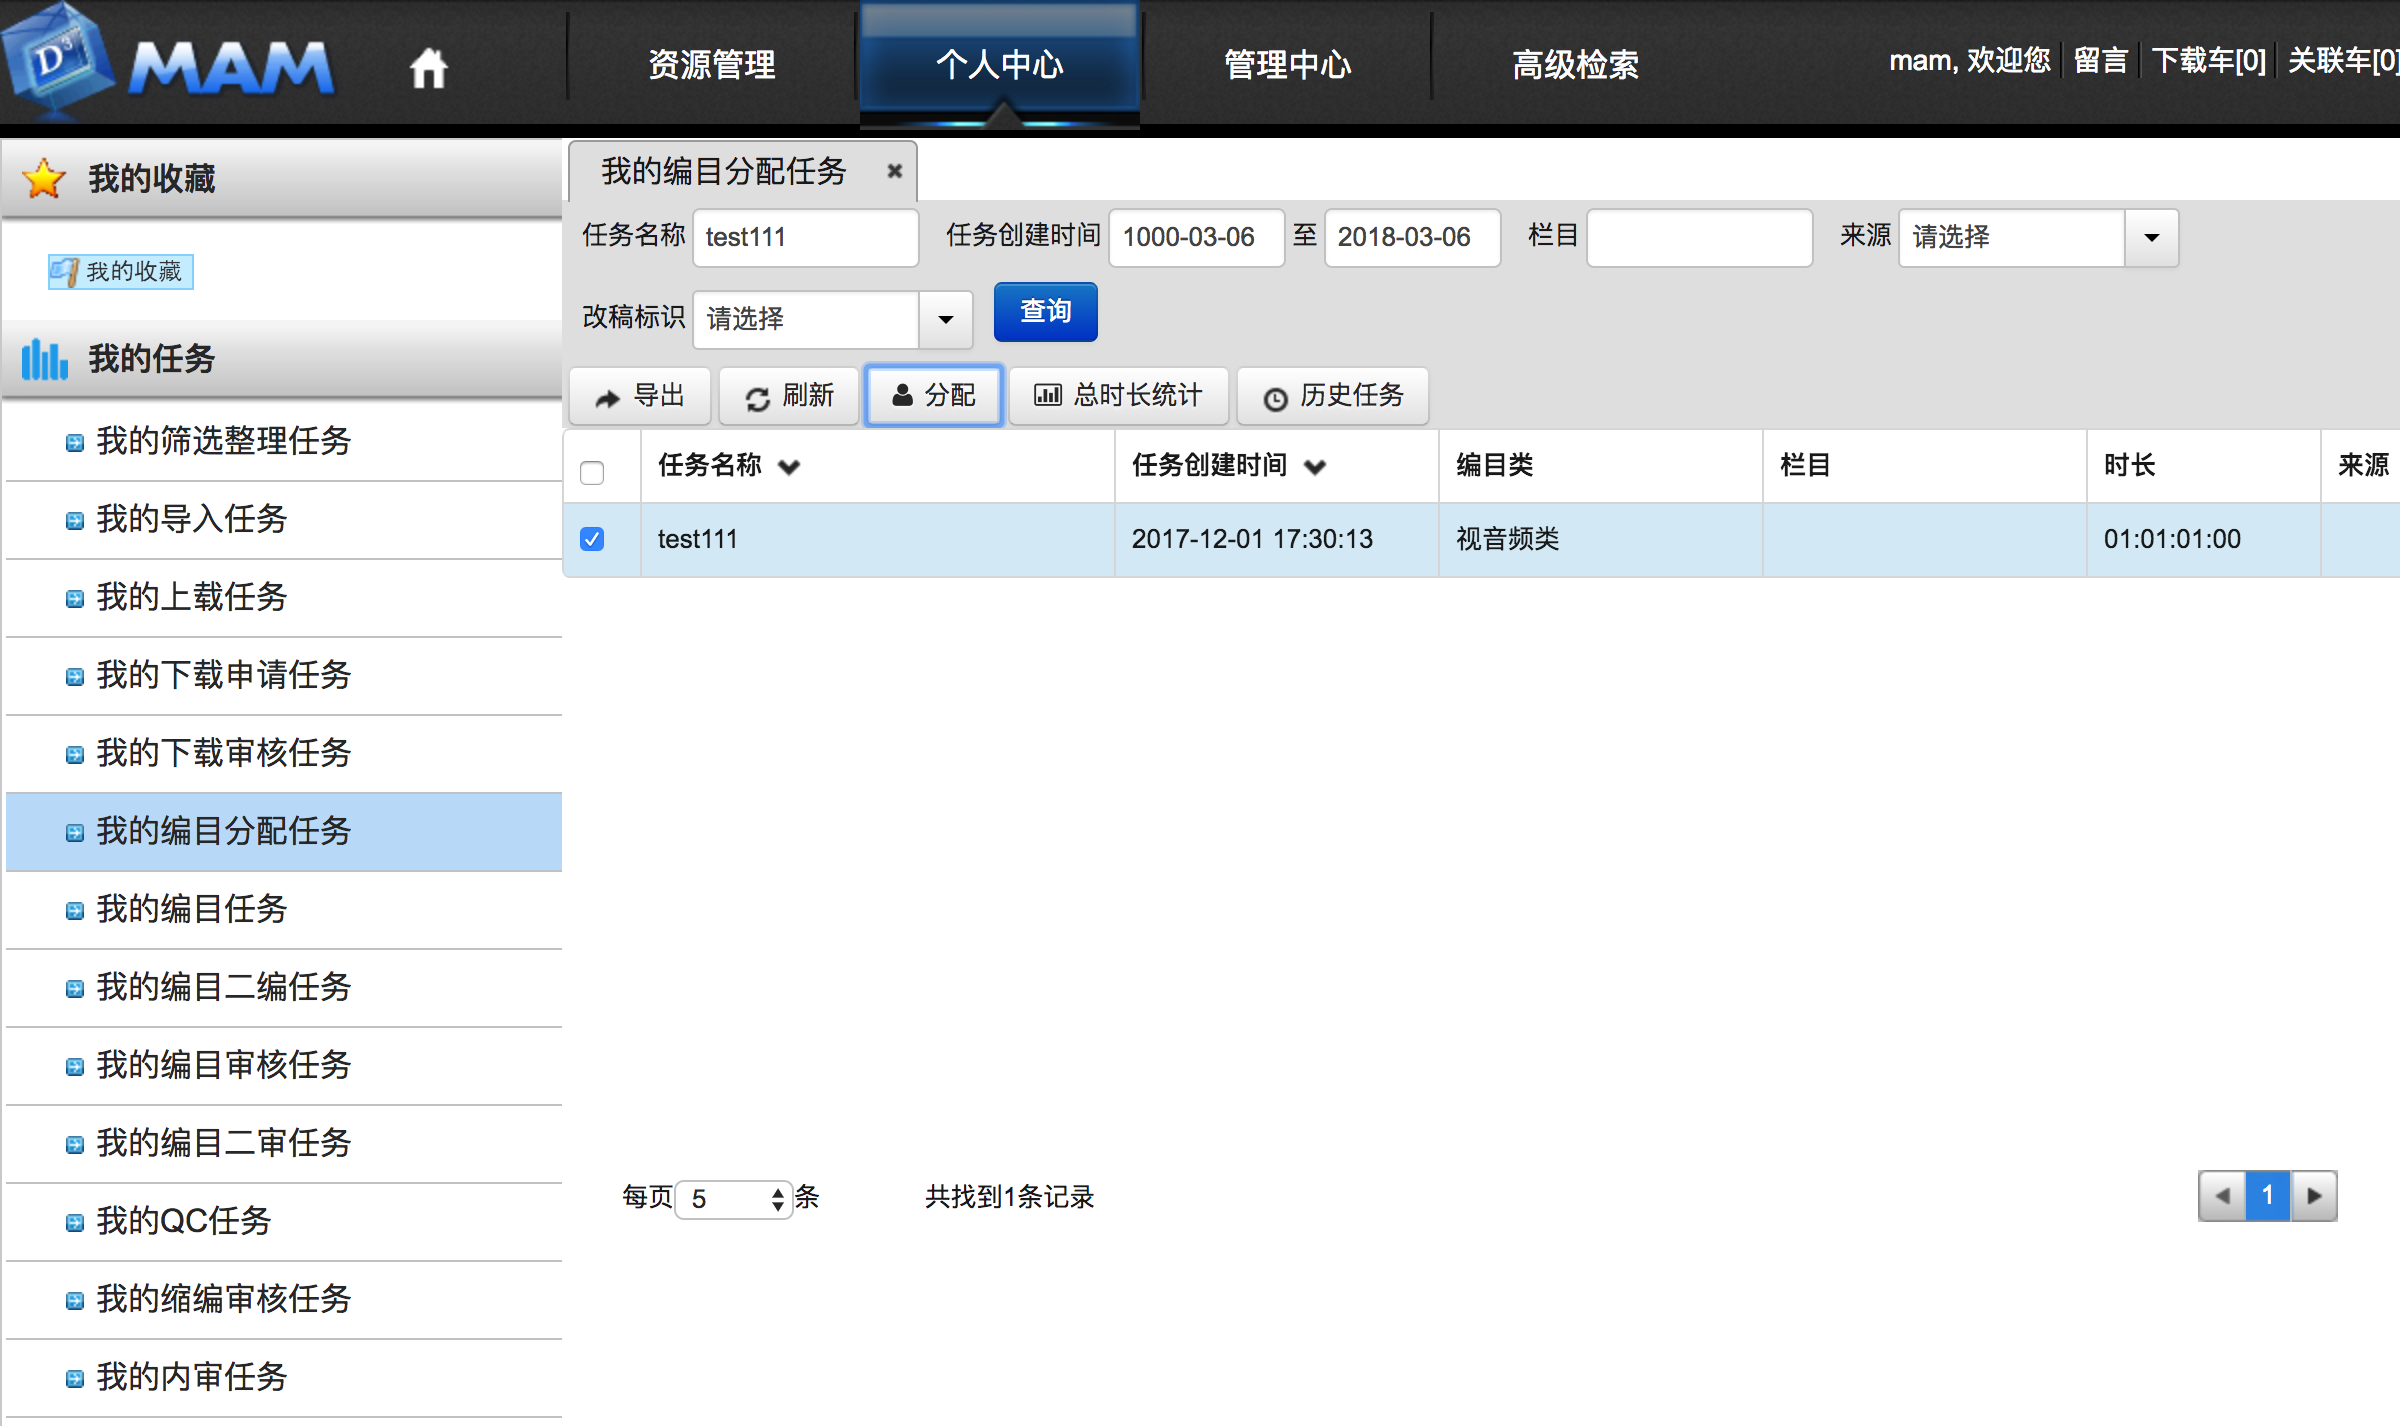 D³ MAM
资源管理
个人中心
管理中心
高级检索
mam, 欢迎您 留言 下载车[0] 关联车[0]
我的收藏
我的收藏
我的任务
我的筛选整理任务
我的导入任务
我的上载任务
我的下载申请任务
我的下载审核任务
我的编目分配任务
我的编目任务
我的编目二编任务
我的编目审核任务
我的编目二审任务
我的QC任务
我的缩编审核任务
我的内审任务
我的编目分配任务
任务名称 test111 任务创建时间 1000-03-06 至 2018-03-06 栏目 来源 请选择
改稿标识 请选择 查询
导出 刷新 分配 总时长统计 历史任务
任务名称 任务创建时间 编目类 栏目 时长 来源
test111 2017-12-01 17:30:13 视音频类 01:01:01:00
每页 5 条 共找到1条记录 1